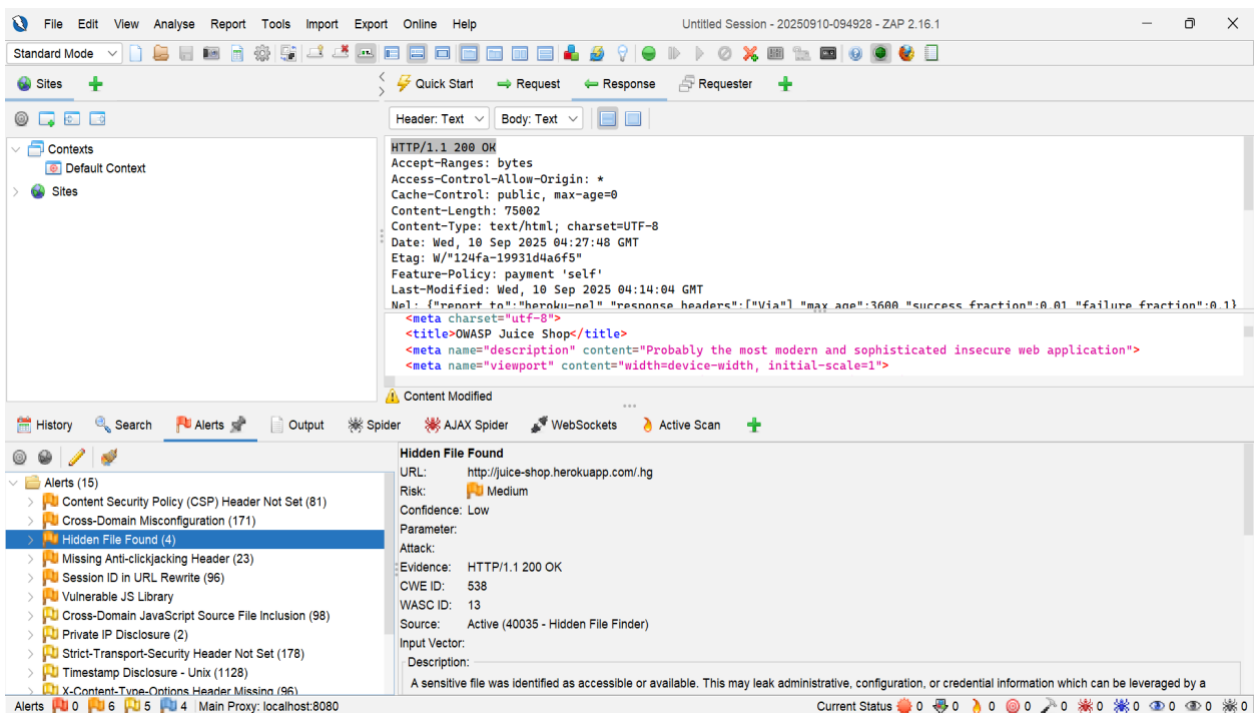 File Edit View Analyse Report Tools Import Export Online Help Untitled Session - 20250910-094928 - ZAP 2.16.1
Standard Mode
Sites
Quick Start Request Response Requester
Header: Text Body: Text
Contexts
Default Context
Sites
HTTP/1.1 200 OK
Accept-Ranges: bytes
Access-Control-Allow-Origin: *
Cache-Control: public, max-age=0
Content-Length: 75002
Content-Type: text/html; charset=UTF-8
Date: Wed, 10 Sep 2025 04:27:48 GMT
Etag: W/"124fa-19931d4a6f5"
Feature-Policy: payment 'self'
Last-Modified: Wed, 10 Sep 2025 04:14:04 GMT
Nel: {"report_to":"heroku-nel","response_headers":["Via"],"max_age":3600,"success_fraction":0.01,"failure_fraction":0.1}
<meta charset="utf-8">
<title>OWASP Juice Shop</title>
<meta name="description" content="Probably the most modern and sophisticated insecure web application">
<meta name="viewport" content="width=device-width, initial-scale=1">
Content Modified
History Search Alerts Output Spider AJAX Spider WebSockets Active Scan
Alerts (15)
Content Security Policy (CSP) Header Not Set (81)
Cross-Domain Misconfiguration (171)
Hidden File Found (4)
Missing Anti-clickjacking Header (23)
Session ID in URL Rewrite (96)
Vulnerable JS Library
Cross-Domain JavaScript Source File Inclusion (98)
Private IP Disclosure (2)
Strict-Transport-Security Header Not Set (178)
Timestamp Disclosure - Unix (1128)
X-Content-Type-Options Header Missing (96)
Hidden File Found
URL: http://juice-shop.herokuapp.com/.hg
Risk: Medium
Confidence: Low
Parameter:
Attack:
Evidence: HTTP/1.1 200 OK
CWE ID: 538
WASC ID: 13
Source: Active (40035 - Hidden File Finder)
Input Vector:
Description:
A sensitive file was identified as accessible or available. This may leak administrative, configuration, or credential information which can be leveraged by a
Alerts 0 6 5 4 Main Proxy: localhost:8080 Current Status 0 0 0 0 0 0 0 0 0 0